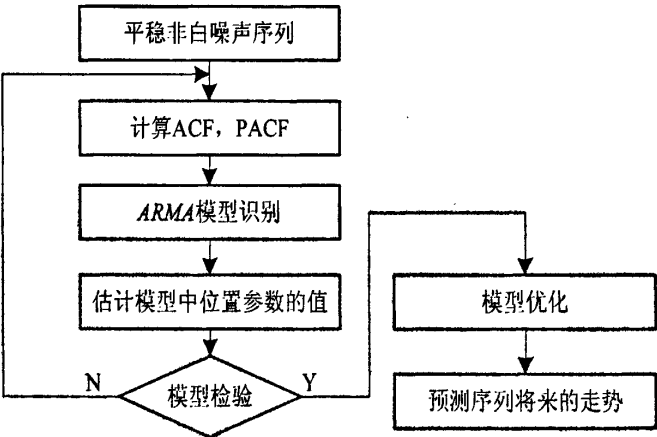 平稳非白噪声序列
计算ACF，PACF
ARMA模型识别
估计模型中位置参数的值
模型检验
N
Y
模型优化
预测序列将来的走势